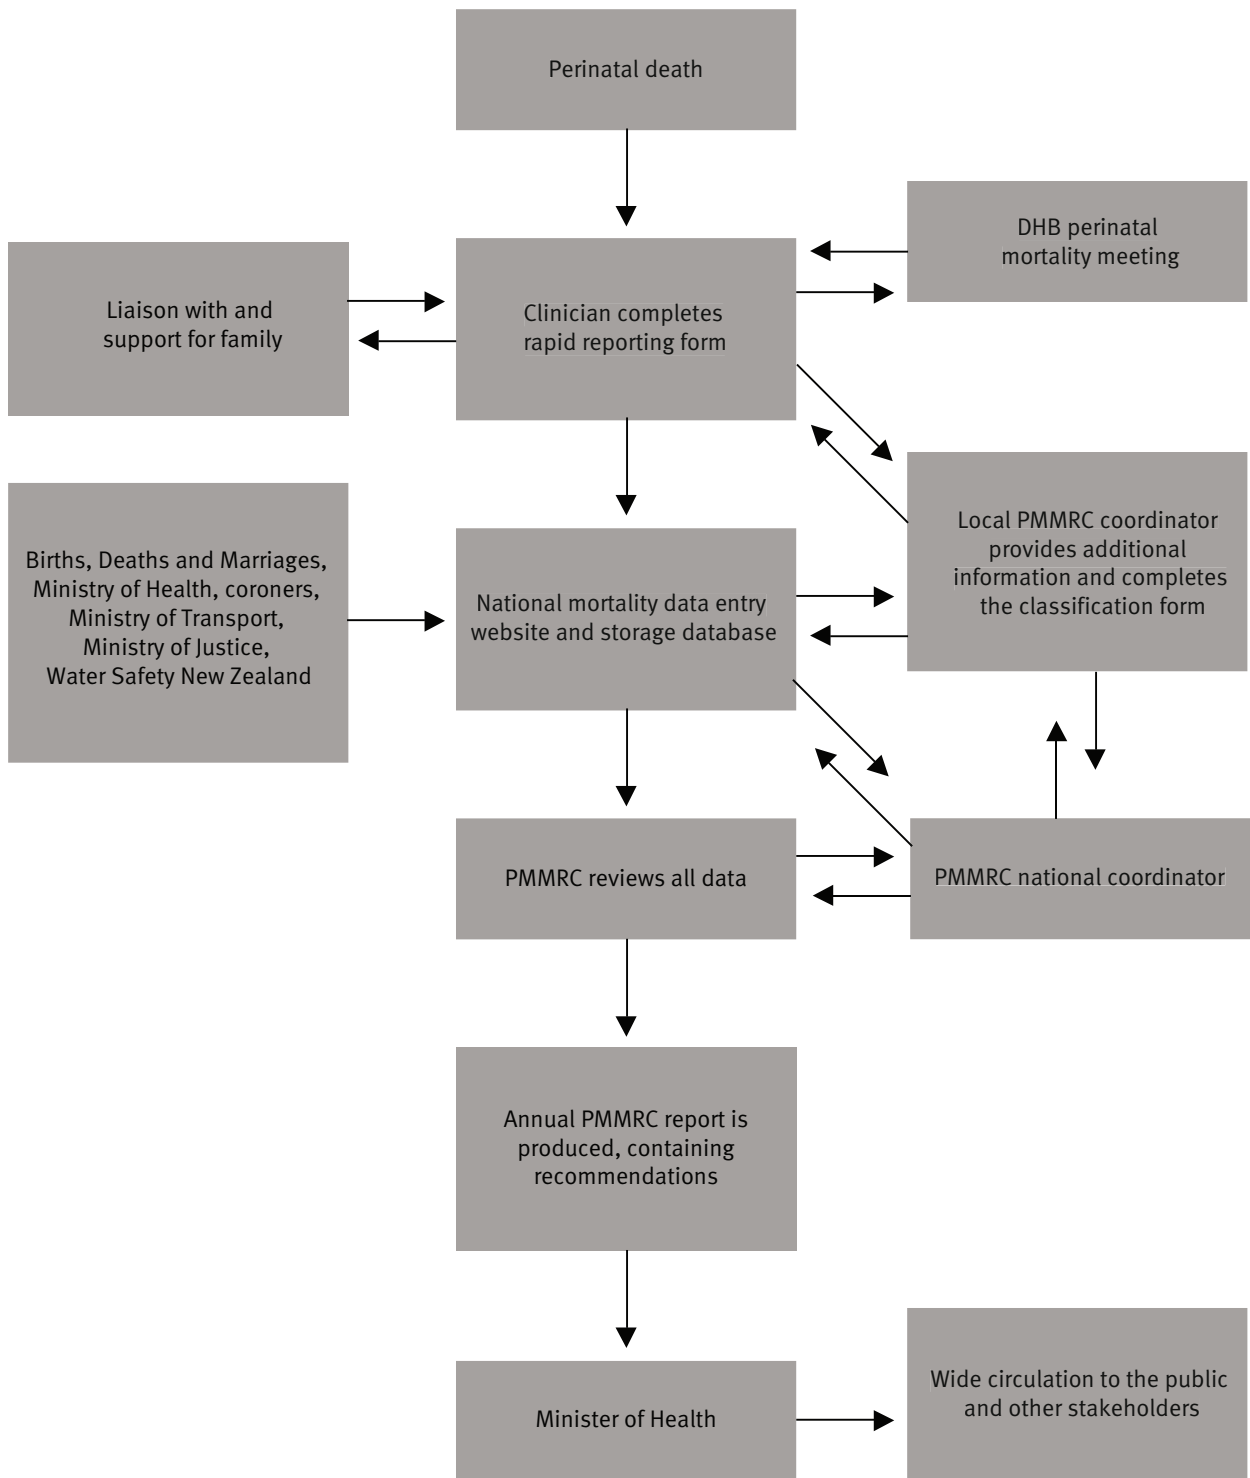 Perinatal death
DHB perinatal
mortality meeting
Liaison with and
support for family
Clinician completes
rapid reporting form
Births, Deaths and Marriages,
Ministry of Health, coroners,
Ministry of Transport,
Ministry of Justice,
Water Safety New Zealand
National mortality data entry
website and storage database
Local PMMRC coordinator
provides additional
information and completes
the classification form
PMMRC reviews all data
PMMRC national coordinator
Annual PMMRC report is
produced, containing
recommendations
Minister of Health
Wide circulation to the public
and other stakeholders